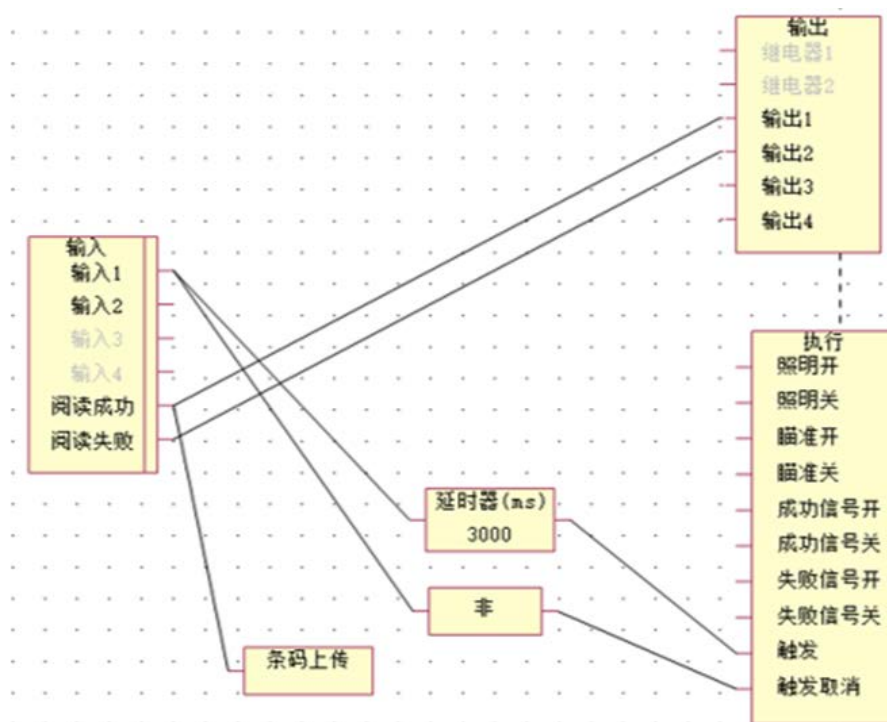 输出
继电器1
继电器2
输出1
输出2
输出3
输出4
输入
输入1
输入2
输入3
输入4
阅读成功
阅读失败
执行
照明开
照明关
瞄准开
瞄准关
成功信号开
成功信号关
失败信号开
失败信号关
触发
触发取消
延时器(ms)
3000
非
条码上传